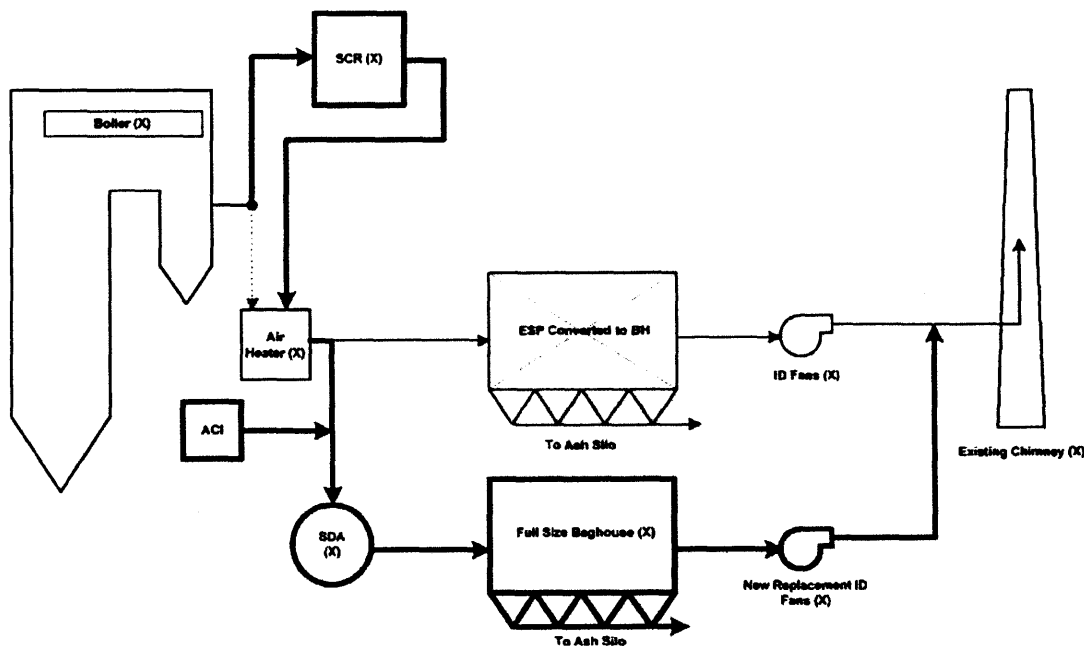 SCR (X)
Boiler (X)
Air
Heater (X)
ESP Converted to BH
ID Fans (X)
ACI
To Ash Silo
Existing Chimney (X)
SDA
(X)
Full Size Baghouse (X)
New Replacement ID
Fans (X)
To Ash Silo